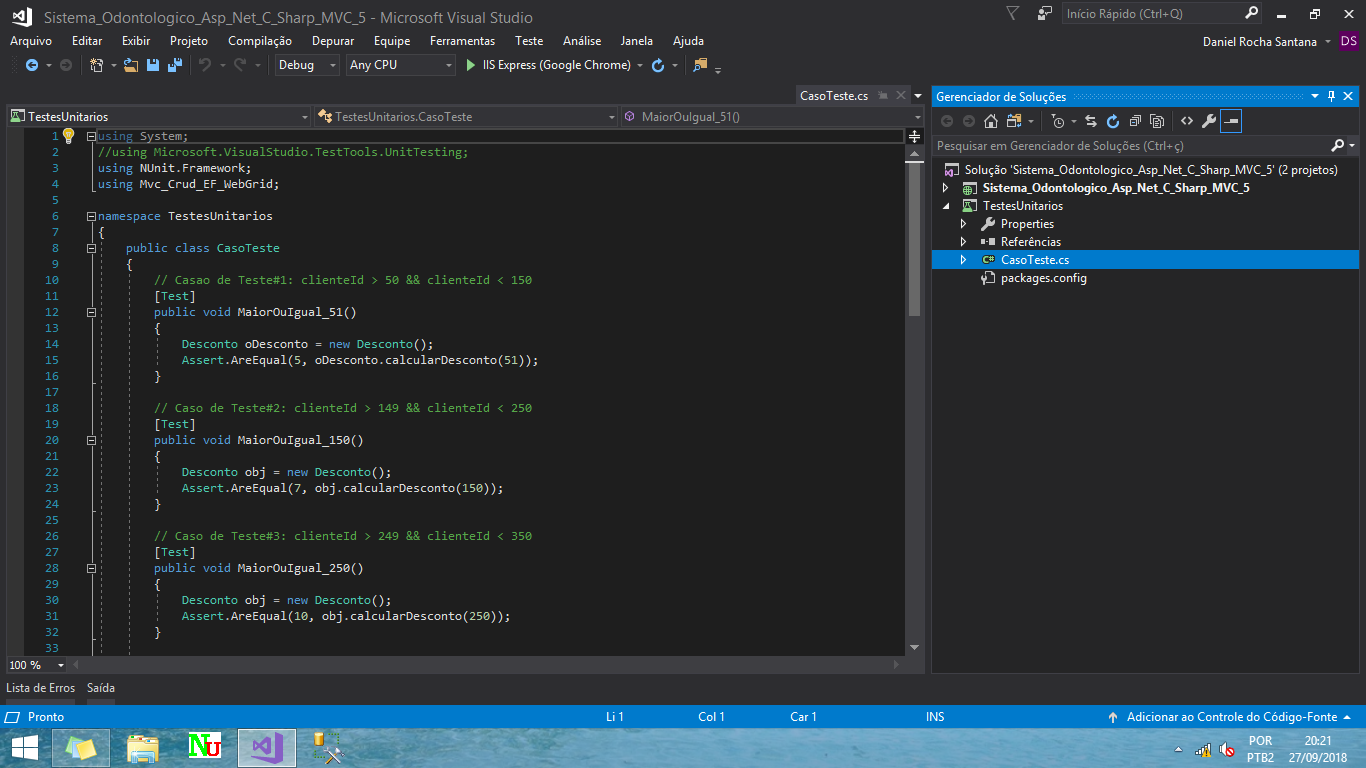 Sistema_Odontologico_Asp_Net_C_Sharp_MVC_5 - Microsoft Visual Studio
Início Rápido (Ctrl+Q)
Arquivo Editar Exibir Projeto Compilação Depurar Equipe Ferramentas Teste Análise Janela Ajuda
Daniel Rocha Santana DS
Debug Any CPU IIS Express (Google Chrome)
CasoTeste.cs
TestesUnitarios TestesUnitarios.CasoTeste MaiorOuIgual_51()
1 using System;
2 //using Microsoft.VisualStudio.TestTools.UnitTesting;
3 using NUnit.Framework;
4 using Mvc_Crud_EF_WebGrid;
5
6 namespace TestesUnitarios
7 {
8 public class CasoTeste
9 {
10 // Casao de Teste#1: clienteId > 50 && clienteId < 150
11 [Test]
12 public void MaiorOuIgual_51()
13 {
14 Desconto oDesconto = new Desconto();
15 Assert.AreEqual(5, oDesconto.calcularDesconto(51));
16 }
17
18 // Caso de Teste#2: clienteId > 149 && clienteId < 250
19 [Test]
20 public void MaiorOuIgual_150()
21 {
22 Desconto obj = new Desconto();
23 Assert.AreEqual(7, obj.calcularDesconto(150));
24 }
25
26 // Caso de Teste#3: clienteId > 249 && clienteId < 350
27 [Test]
28 public void MaiorOuIgual_250()
29 {
30 Desconto obj = new Desconto();
31 Assert.AreEqual(10, obj.calcularDesconto(250));
32 }
33
100 %
Gerenciador de Soluções
Pesquisar em Gerenciador de Soluções (Ctrl+ç)
Solução 'Sistema_Odontologico_Asp_Net_C_Sharp_MVC_5' (2 projetos)
Sistema_Odontologico_Asp_Net_C_Sharp_MVC_5
TestesUnitarios
Properties
Referências
C# CasoTeste.cs
packages.config
Lista de Erros Saída
Pronto Li 1 Col 1 Car 1 INS Adicionar ao Controle do Código-Fonte
NU
POR 20:21
PTB2 27/09/2018